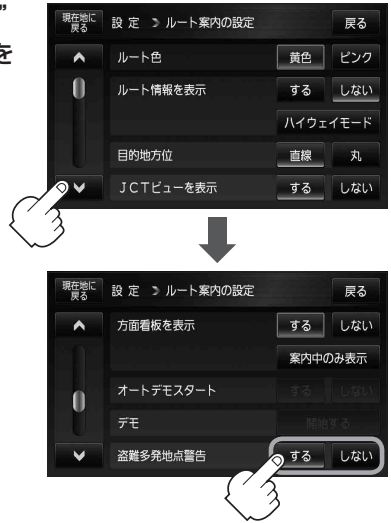 ”
を
現在地に
戻る
設 定 ルート案内の設定
戻る
ルート色
黄色 ピンク
ルート情報を表示
する しない
ハイウェイモード
目的地方位
直線 丸
JCTビューを表示
する しない
現在地に
戻る
設 定 ルート案内の設定
戻る
方面看板を表示
する しない
案内中のみ表示
オートデモスタート
する しない
デモ
開始する
盗難多発地点警告
する しない